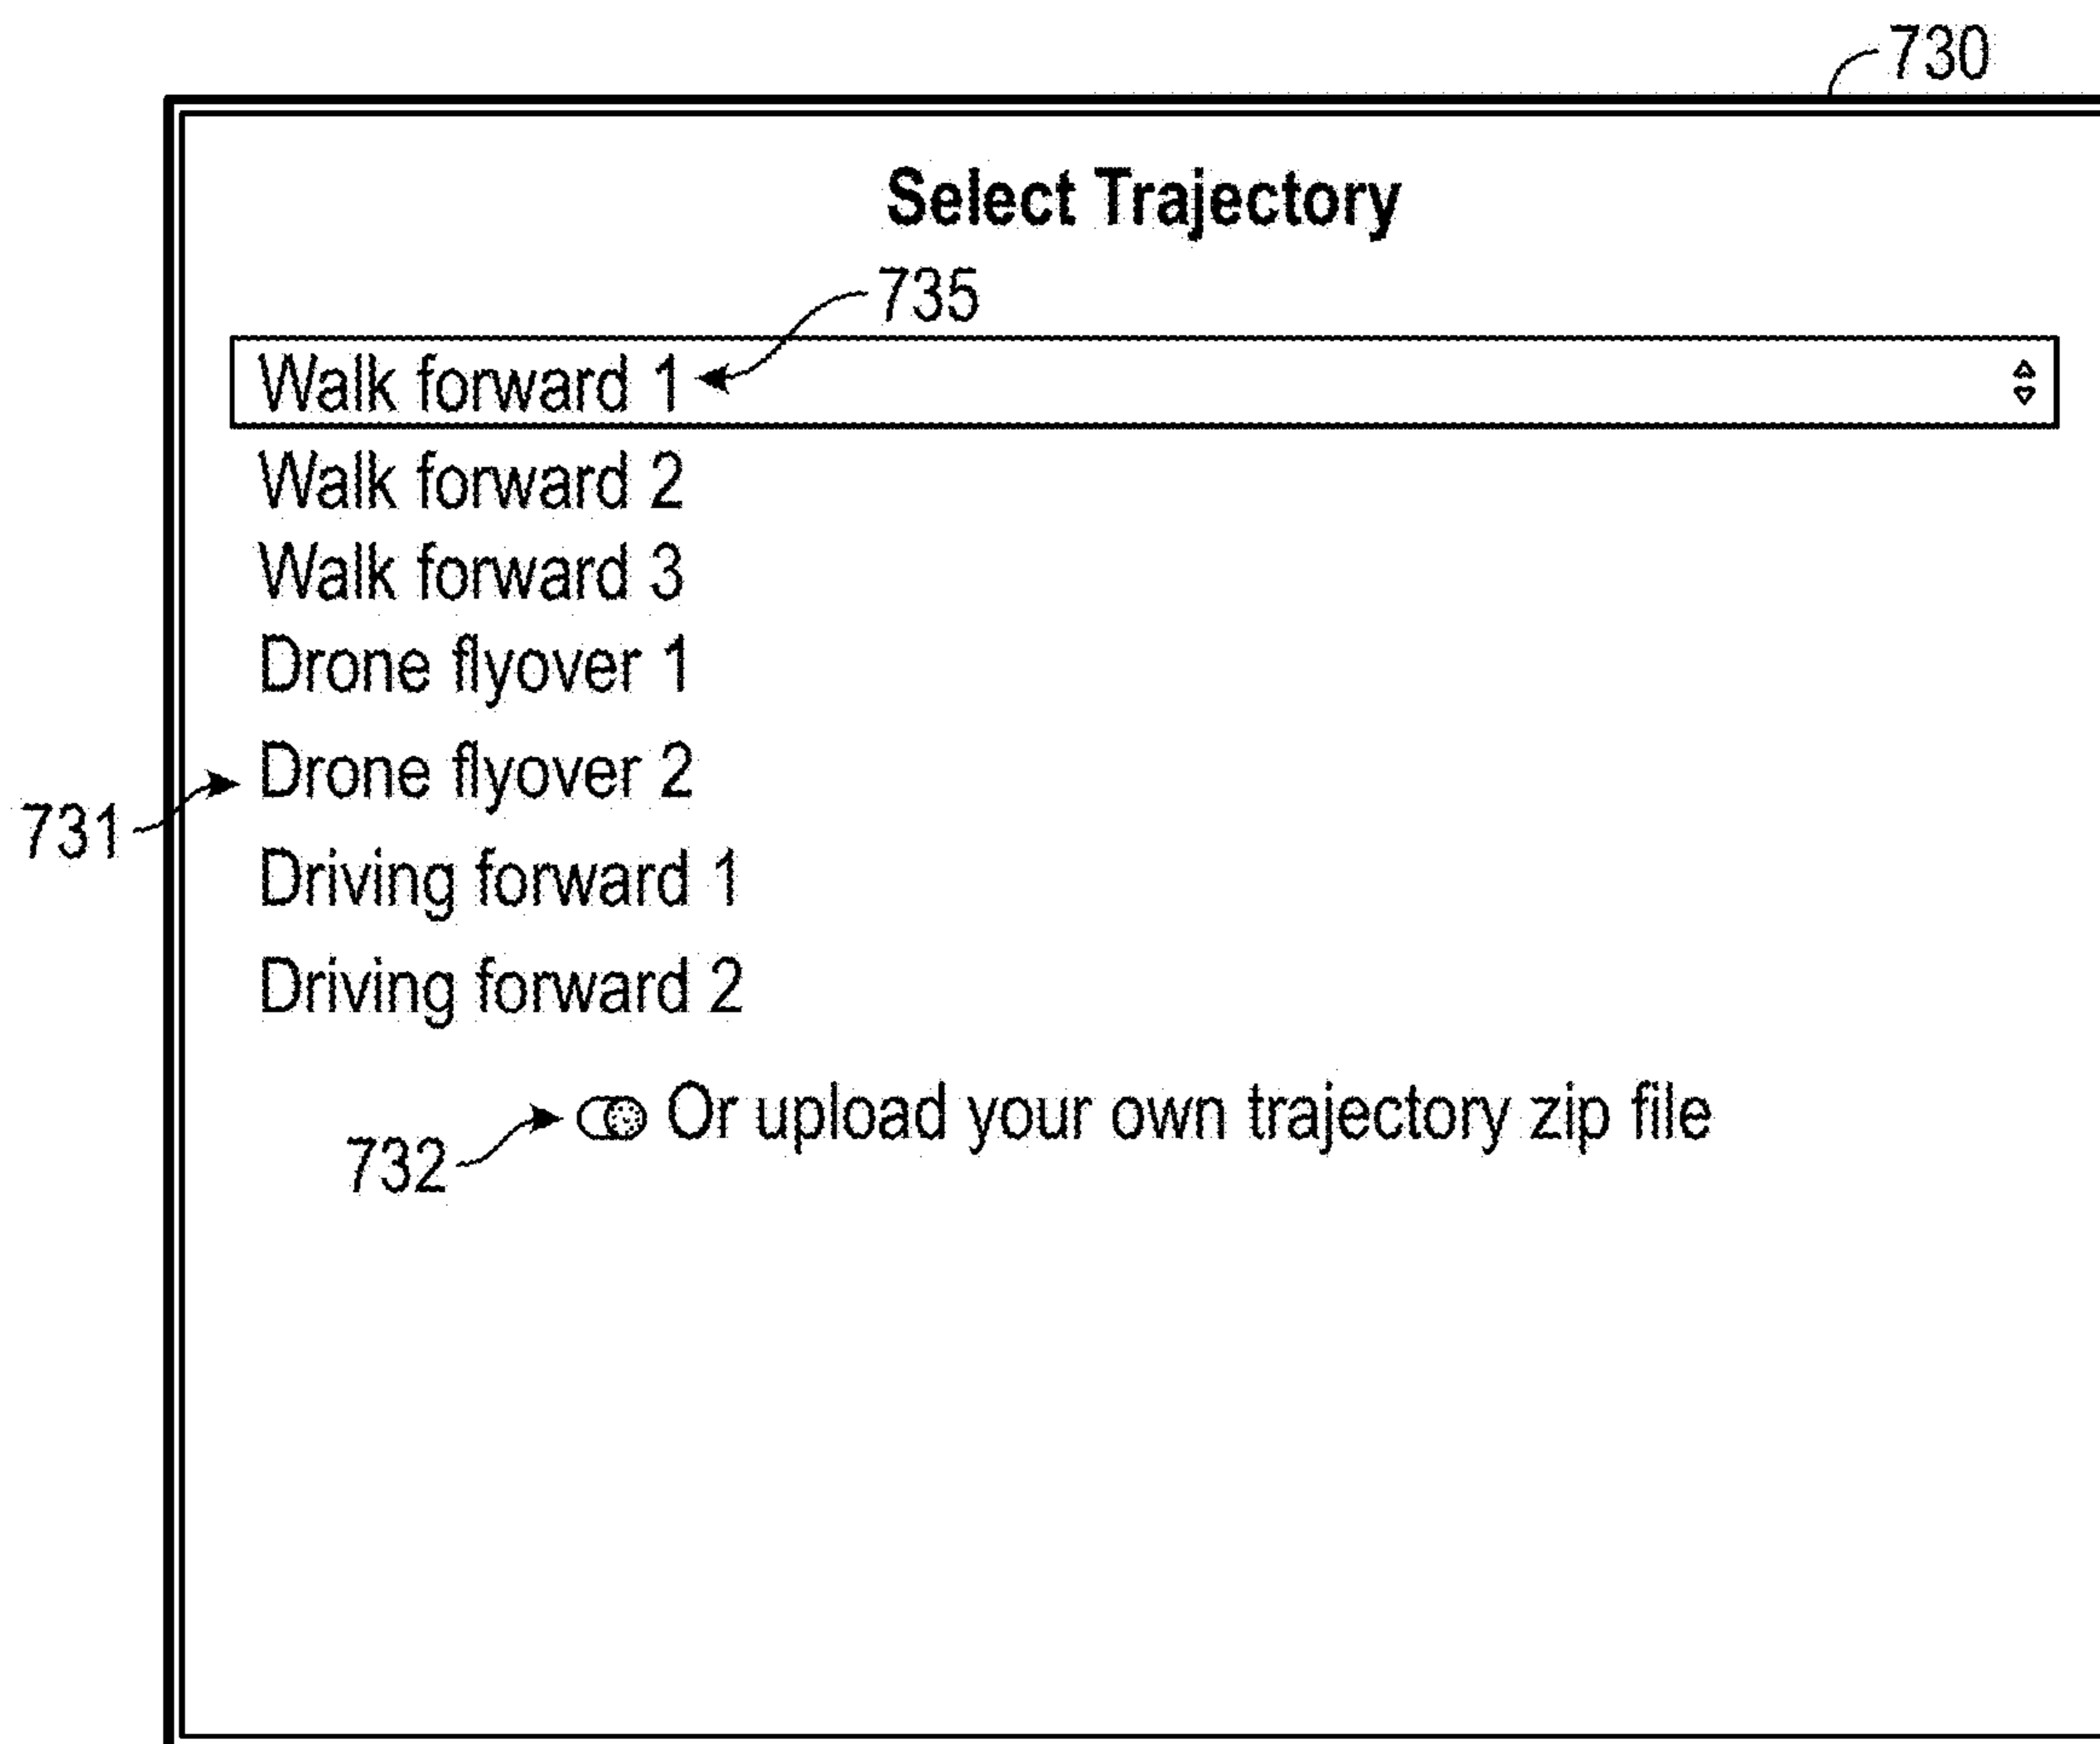 730
Select Trajectory
735
Walk forward 1
Walk forward 2
Walk forward 3
Drone flyover 1
Drone flyover 2
731
Driving forward 1
Driving forward 2
Or upload your own trajectory zip file
732